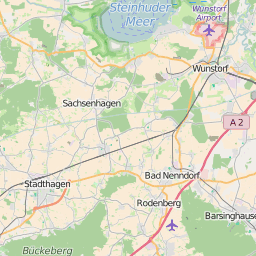 Steinhuder
Meer
Wunstorf
Airport
Wunstorf
Sachsenhagen
A 2
Bad Nenndorf
Stadthagen
Rodenberg
Barsinghause
Bückeberg